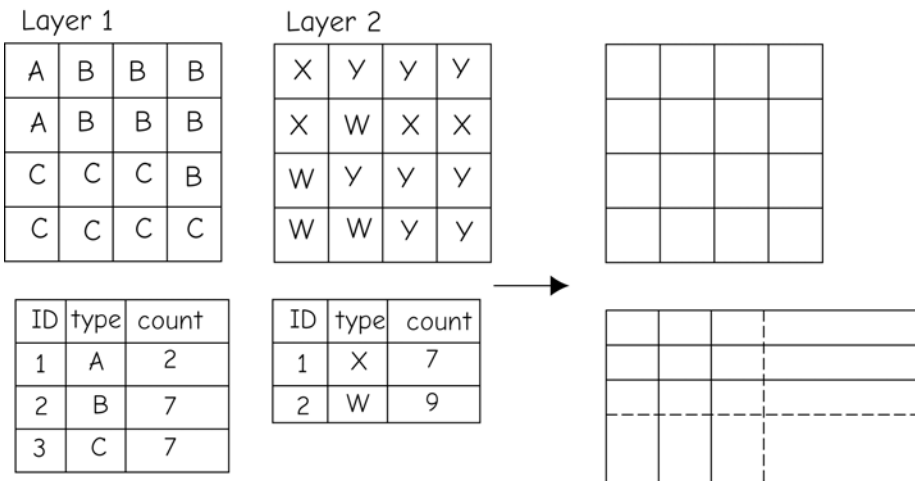 Layer 1
A B B B
A B B B
C C C B
C C C C
Layer 2
X Y Y Y
X W X X
W Y Y Y
W W Y Y
ID type count
1 A 2
2 B 7
3 C 7
ID type count
1 X 7
2 W 9